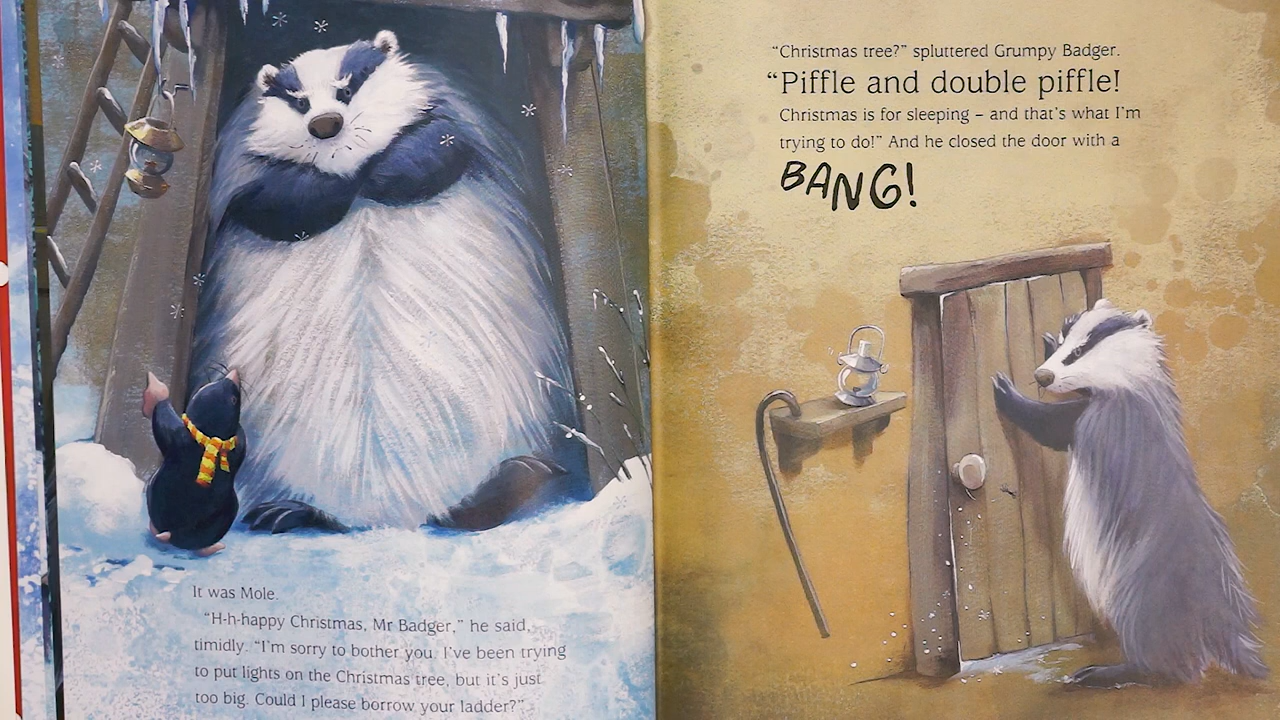 It was Mole.
“H-h-happy Christmas, Mr Badger,” he said,
timidly. “I’m sorry to bother you. I’ve been trying
to put lights on the Christmas tree, but it’s just
too big. Could I please borrow your ladder?”
“Christmas tree?” spluttered Grumpy Badger.
“Piffle and double piffle!
Christmas is for sleeping – and that’s what I’m
trying to do!” And he closed the door with a
BANG!